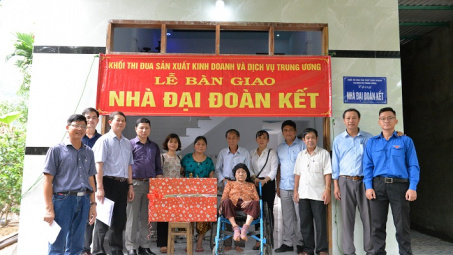 KHỐI THI ĐUA SẢN XUẤT KINH DOANH VÀ DỊCH VỤ TRUNG ƯƠNG
LỄ BÀN GIAO
NHÀ ĐẠI ĐOÀN KẾT
NHÀ ĐẠI ĐOÀN KẾT